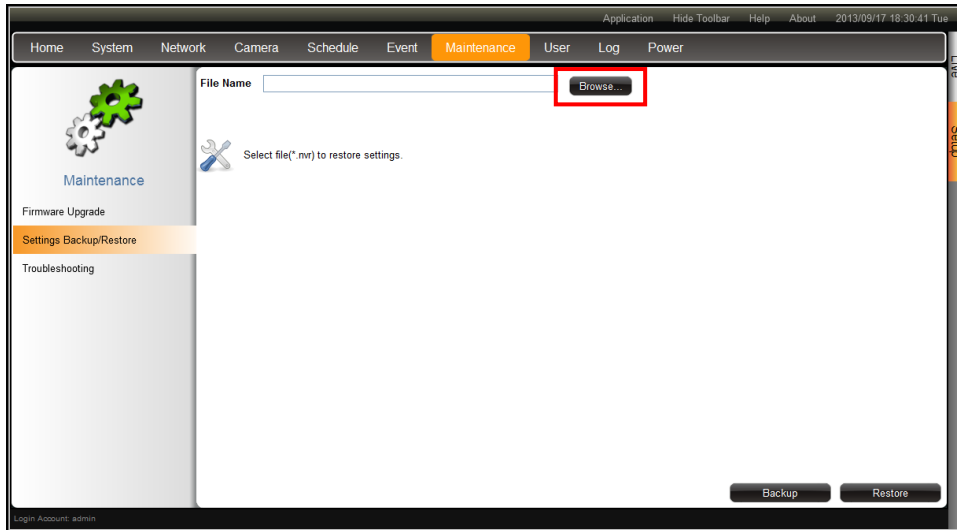 Application Hide Toolbar Help About 2013/09/17 18:30:41 Tue
Home System Network Camera Schedule Event Maintenance User Log Power
Live
Setup
File Name Browse...
Select file(*.nvr) to restore settings.
Maintenance
Firmware Upgrade
Settings Backup/Restore
Troubleshooting
Backup Restore
Login Account: admin